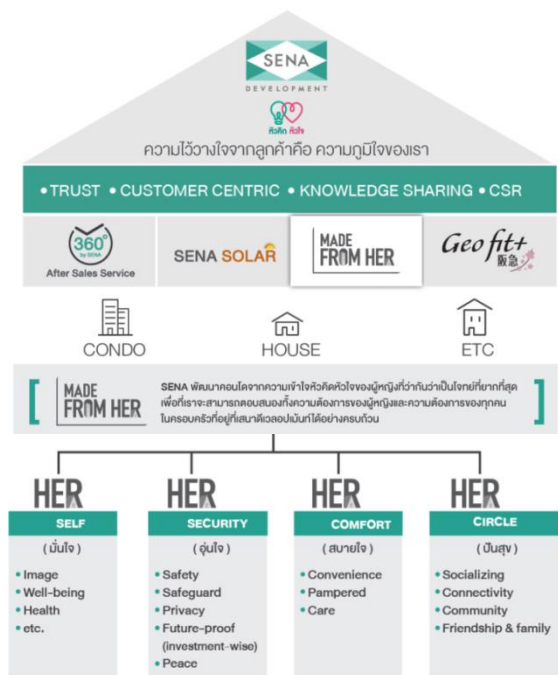 SENA
DEVELOPMENT
หัวคิด หัวใจ
ความไว้วางใจจากลูกค้าคือ ความภูมิใจของเรา
• TRUST • CUSTOMER CENTRIC • KNOWLEDGE SHARING • CSR
360°
by SENA
After Sales Service
SENA SOLAR
MADE
FROM HER
Geo fit+
阪急
CONDO
HOUSE
ETC
MADE
FROM HER
SENA พัฒนาคอนโดจากความเข้าใจหัวคิดหัวใจของผู้หญิงที่ว่ากันว่าเป็นโจทย์ที่ยากที่สุด
เพื่อที่เราจะสามารถตอบสนองทั้งความต้องการของผู้หญิงและความต้องการของทุกคน
ในครอบครัวที่อยู่ที่เสนาดีเวลอปเม้นท์ได้อย่างครบถ้วน
HER
SELF
(มั่นใจ)
• Image
• Well-being
• Health
• etc.
HER
SECURITY
(อุ่นใจ)
• Safety
• Safeguard
• Privacy
• Future-proof
(investment-wise)
• Peace
HER
COMFORT
(สบายใจ)
• Convenience
• Pampered
• Care
HER
CIRCLE
(ปันสุข)
• Socializing
• Connectivity
• Community
• Friendship & family